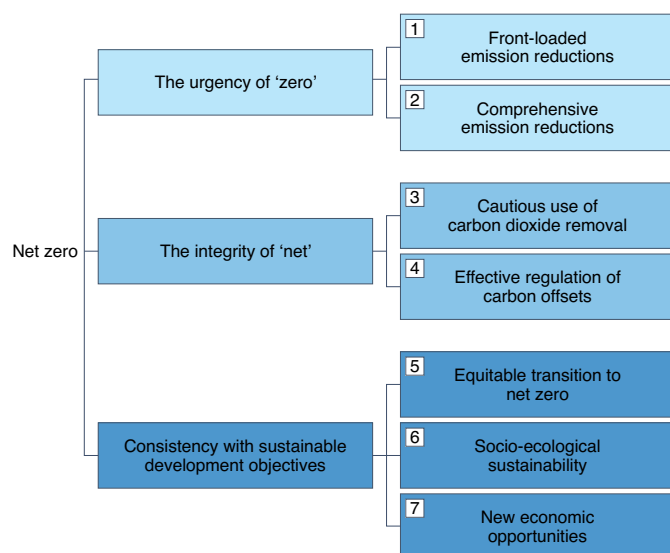 Net zero
The urgency of ‘zero’
1
Front-loaded
emission reductions
2
Comprehensive
emission reductions
The integrity of ‘net’
3
Cautious use of
carbon dioxide removal
4
Effective regulation of
carbon offsets
Consistency with sustainable
development objectives
5
Equitable transition to
net zero
6
Socio-ecological
sustainability
7
New economic
opportunities